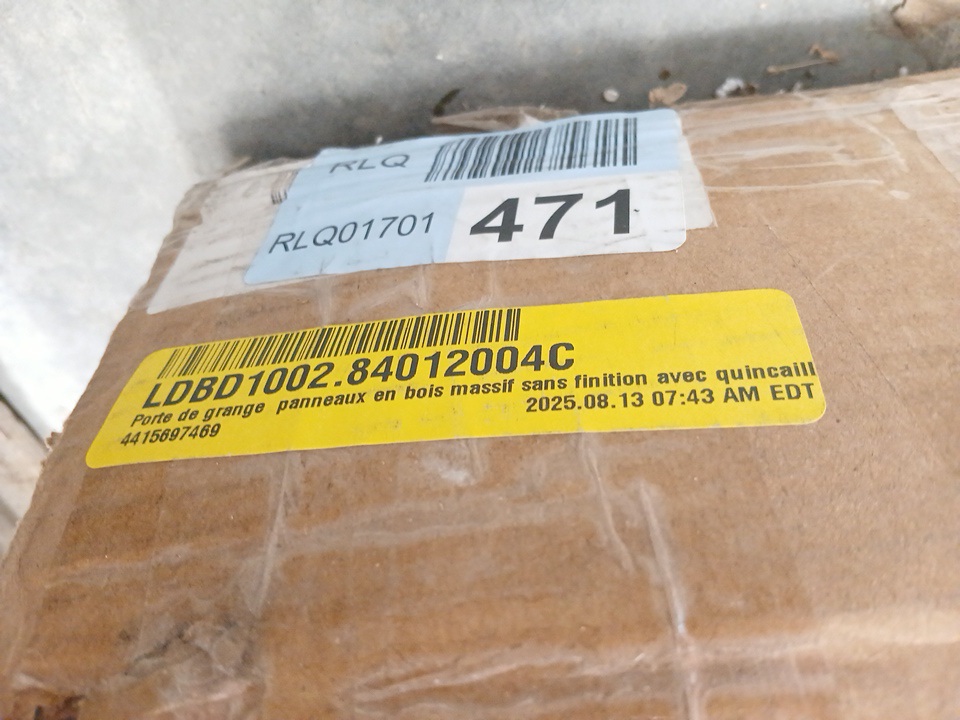 RLQ
RLQ01701 471
LDBD1002.84012004C
Porte de grange panneaux en bois massif sans finition avec quincaill
2025.08.13 07:43 AM EDT
4415697469